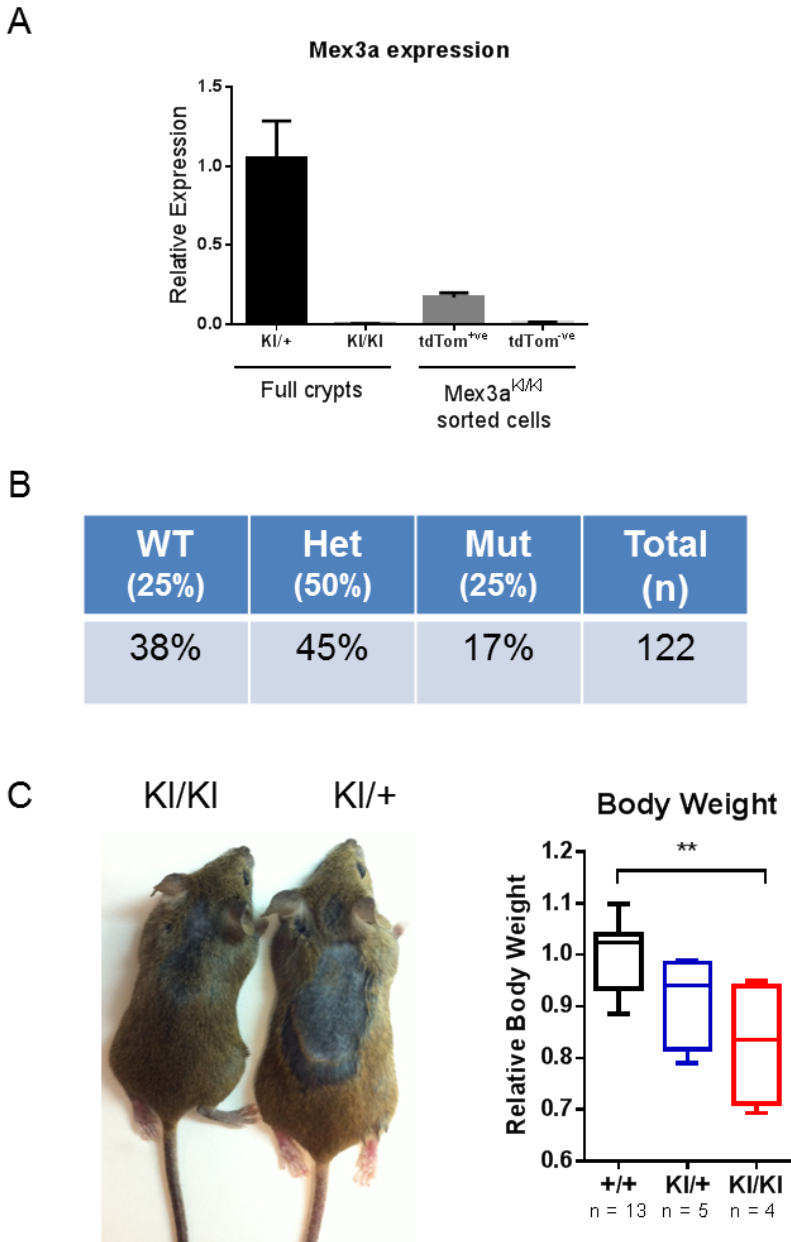 A
Mex3a expression
Relative Expression
1.5
1.0
0.5
0.0
KI/+
KI/KI
tdTom+ve
tdTom-ve
Full crypts
Mex3aKI/KI
sorted cells
B
WT
(25%)
Het
(50%)
Mut
(25%)
Total
(n)
38%
45%
17%
122
C
KI/KI
KI/+
Body Weight
Relative Body Weight
1.2
1.1
1.0
0.9
0.8
0.7
0.6
**
+/+
KI/+
KI/KI
n = 13
n = 5
n = 4